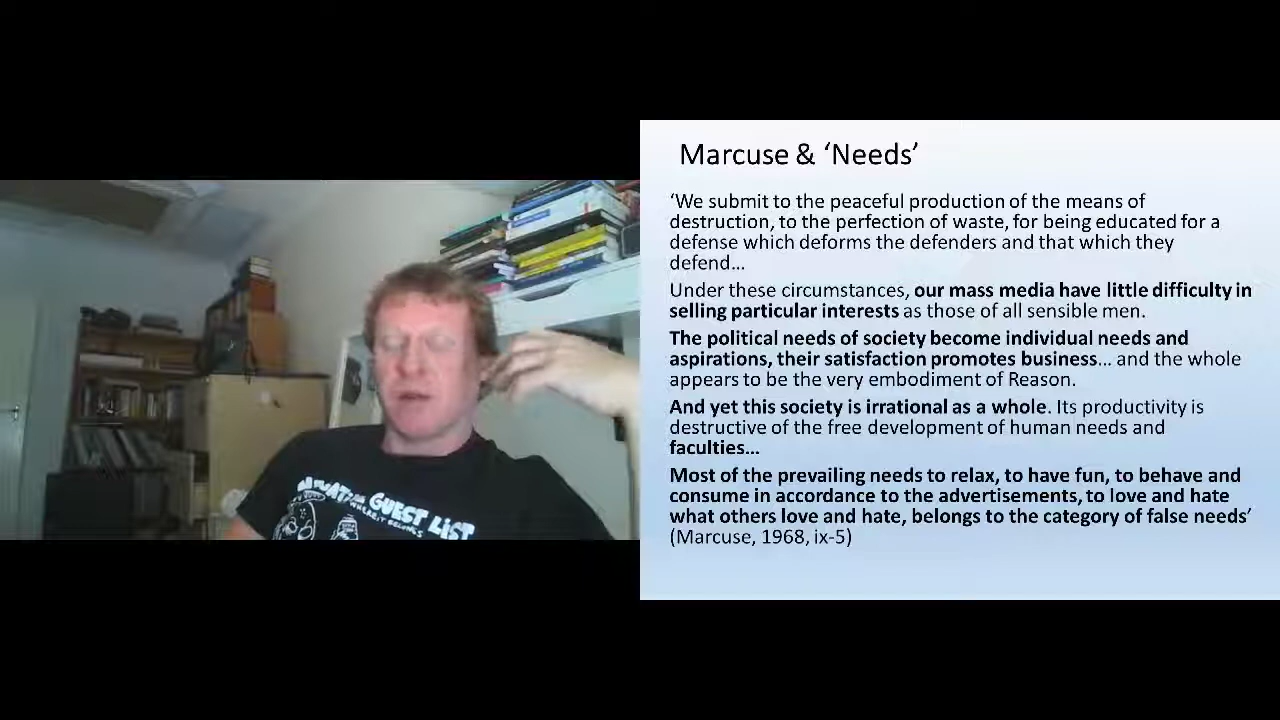 Marcuse & ‘Needs’
‘We submit to the peaceful production of the means of
destruction, to the perfection of waste, for being educated for a
defense which deforms the defenders and that which they
defend…
Under these circumstances, our mass media have little difficulty in
selling particular interests as those of all sensible men.
The political needs of society become individual needs and
aspirations, their satisfaction promotes business… and the whole
appears to be the very embodiment of Reason.
And yet this society is irrational as a whole. Its productivity is
destructive of the free development of human needs and
faculties…
Most of the prevailing needs to relax, to have fun, to behave and
consume in accordance to the advertisements, to love and hate
what others love and hate, belongs to the category of false needs’
(Marcuse, 1968, ix-5)
GUEST LIST